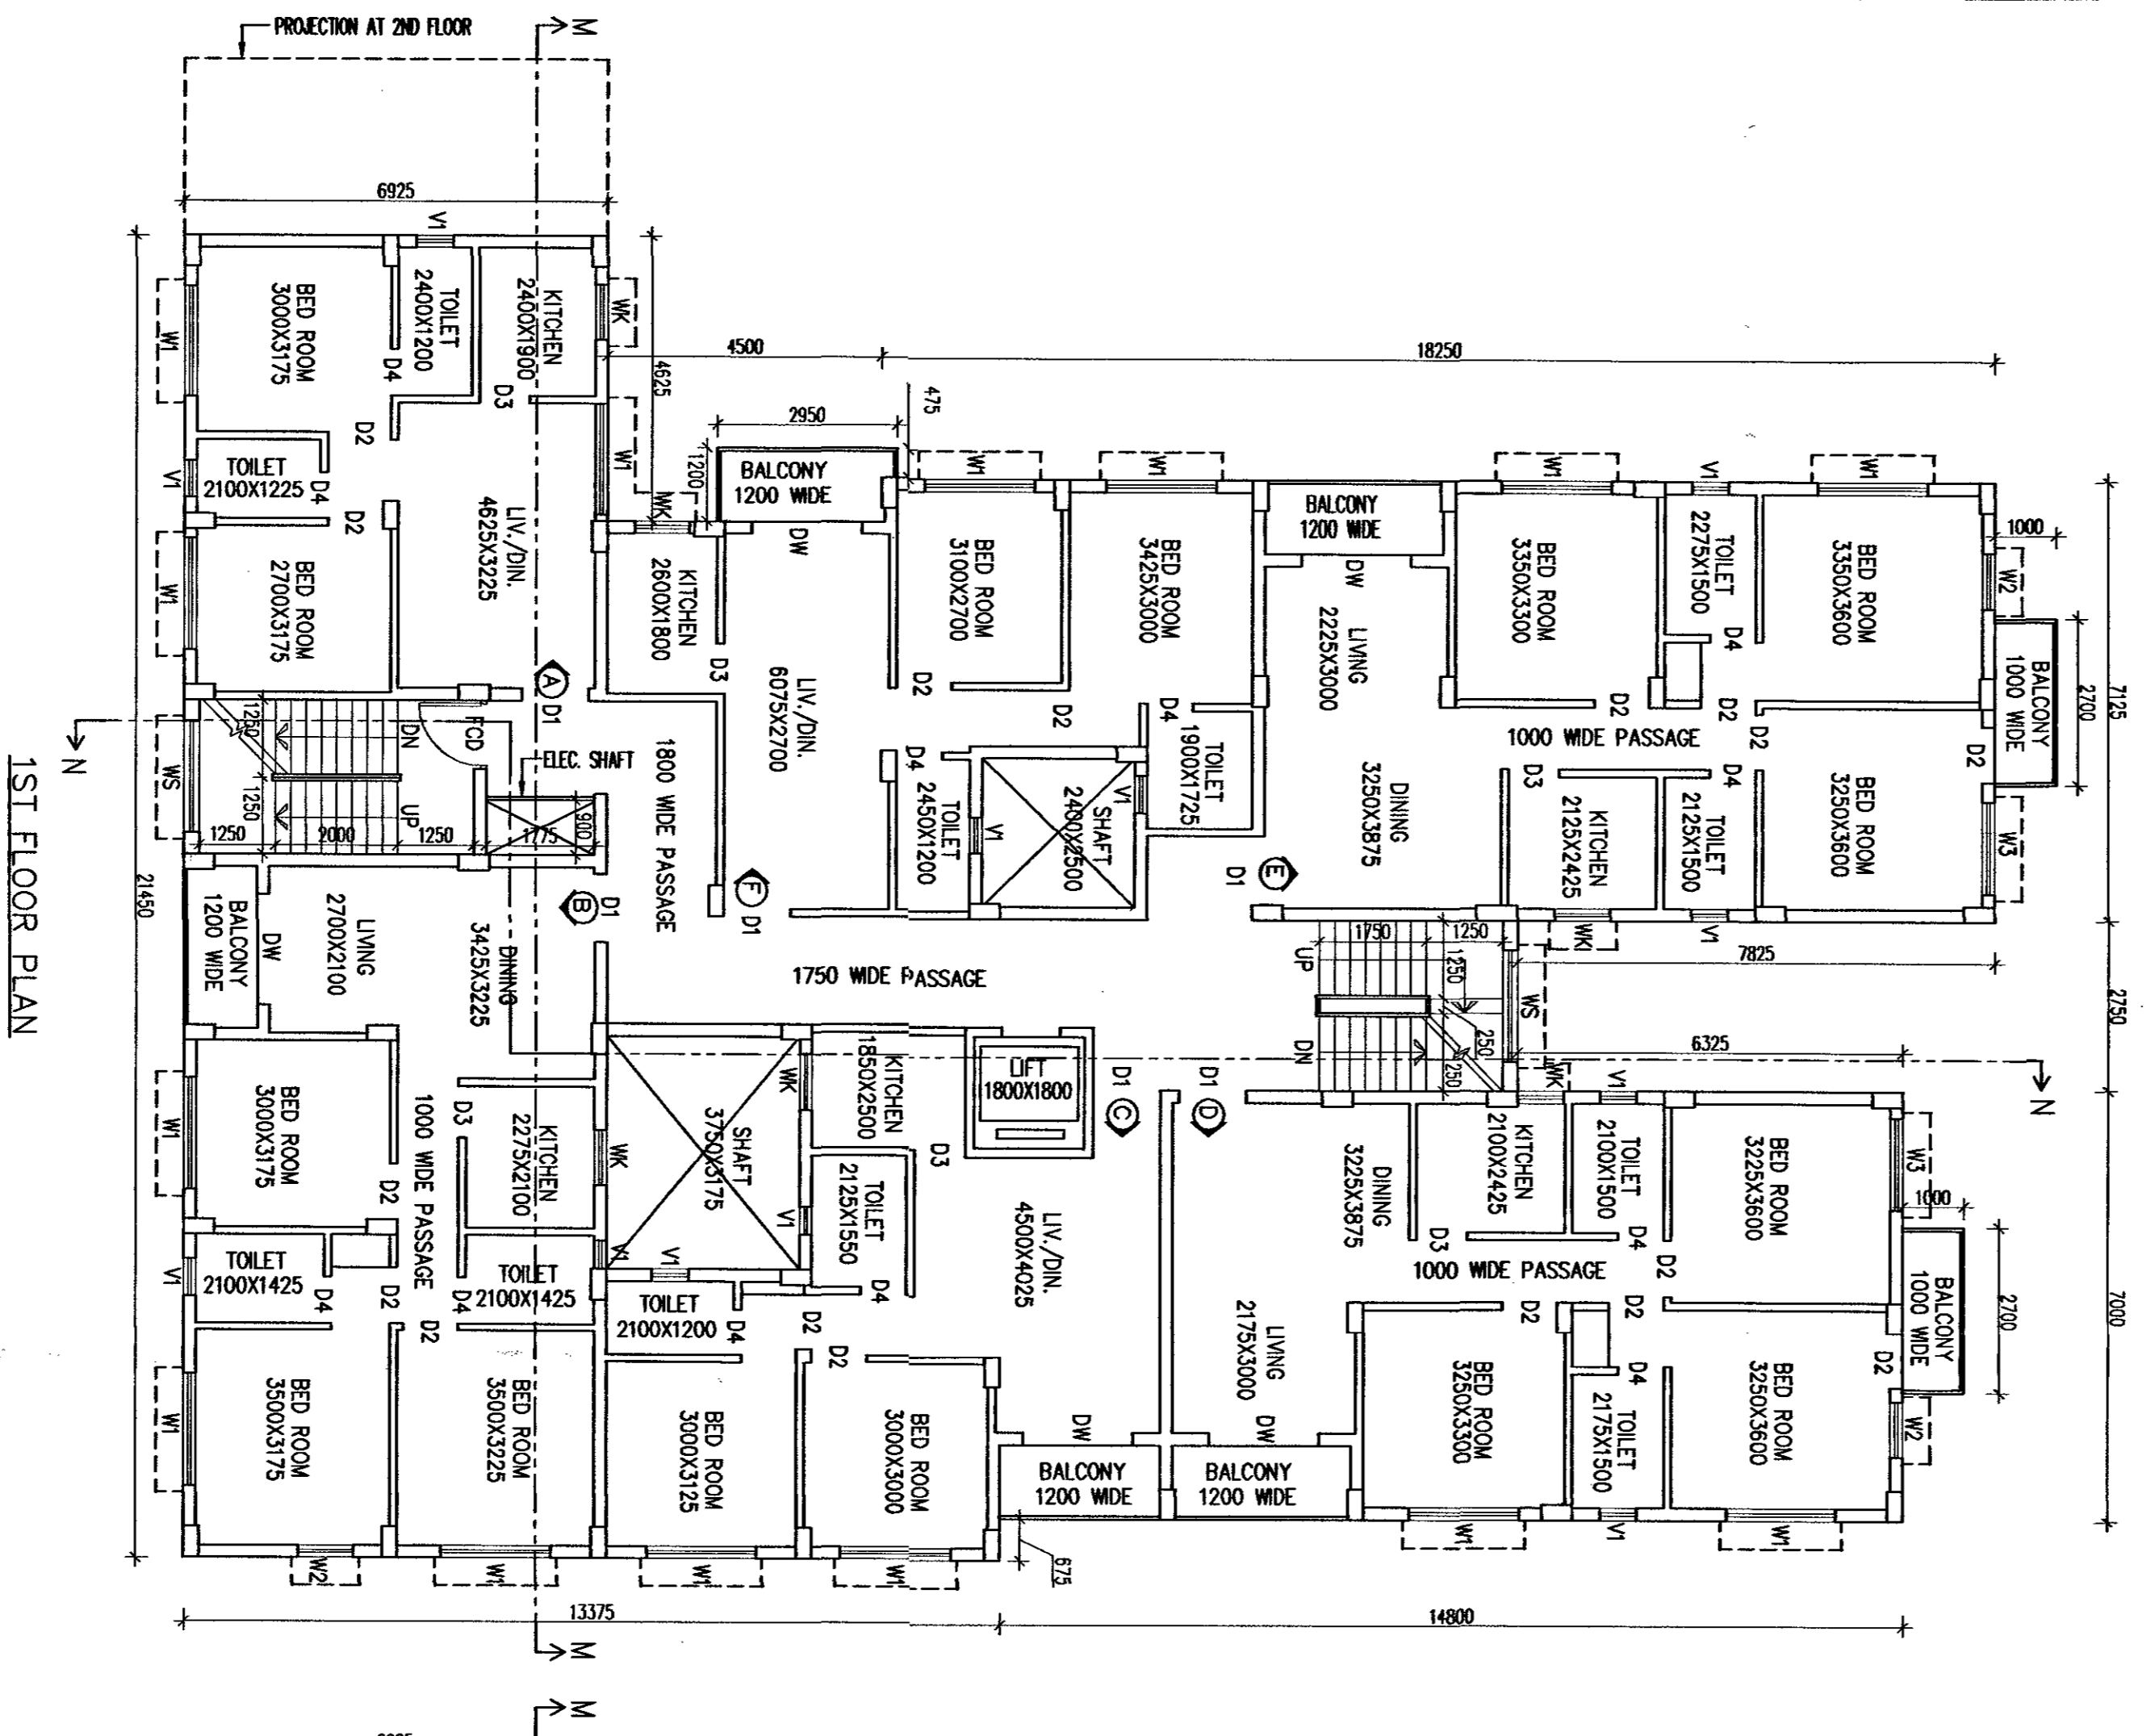 PROJECTION AT 2ND FLOOR
M
6925
V1
BED ROOM
3000X3175
TOILET
2400X1200
KITCHEN
2400X1900
WK
W1
D4
D3
D2
W1
4625
4500
18250
475
2950
1200
TOILET
2100X1225
V1
D4
D2
BED ROOM
2700X3175
W1
LIV./DIN.
4625X3225
WK
BALCONY
1200 WIDE
DW
KITCHEN
2600X1800
D3
LIV./DIN.
6075X2700
W1
BED ROOM
3100X2700
D2
W1
BED ROOM
3425X3000
D2
D4
BALCONY
1200 WIDE
DW
LIVING
2225X3000
W1
BED ROOM
3350X3300
D2
V1
TOILET
2275X1500
D4
D2
W1
BED ROOM
3350X3600
D2
1000
W2
BALCONY
1000 WIDE
2700
7125
D2
1000 WIDE PASSAGE
A
D1
FCD
ELEC. SHAFT
1800 WIDE PASSAGE
N
WS
1250
DN
1250
UP
1250
2000
1250
1775
900
D4
TOILET
2450X1200
V1
SHAFT
2400X2500
V1
TOILET
1900X1725
DINING
3250X3875
D3
KITCHEN
2125X2425
D4
TOILET
2125X1500
BED ROOM
3250X3600
W3
F
D1
E
D1
WK
V1
7825
2750
21450
BALCONY
1200 WIDE
DW
LIVING
2700X2100
DINING
3425X3225
B
D1
1750 WIDE PASSAGE
UP
1750
1250
1250
WS
250
250
DN
6325
N
1ST FLOOR PLAN
W1
BED ROOM
3000X3175
D2
1000 WIDE PASSAGE
D3
KITCHEN
2275X2100
WK
SHAFT
3750X3175
WK
KITCHEN
1850X2500
D3
LIFT
1800X1800
D1
C
D1
D
V1
TOILET
2125X1550
D4
LIV./DIN.
4500X4025
DINING
3225X3875
WK
KITCHEN
2100X2425
D3
V1
TOILET
2100X1500
D4
D2
BED ROOM
3225X3600
W3
1000
1000 WIDE PASSAGE
V1
TOILET
2100X1425
D4
D2
D2
D4
TOILET
2100X1425
V1
V1
TOILET
2100X1200
D4
D2
D2
LIVING
2175X3000
DW
D2
D2
BALCONY
1000 WIDE
2700
7000
D2
W1
BED ROOM
3500X3175
BED ROOM
3500X3225
BED ROOM
3000X3125
BED ROOM
3000X3000
DW
BALCONY
1200 WIDE
BALCONY
1200 WIDE
BED ROOM
3250X3300
D4
TOILET
2175X1500
BED ROOM
3250X3600
W2
W2
W1
W1
W1
675
W1
V1
W1
13375
14800
M
M